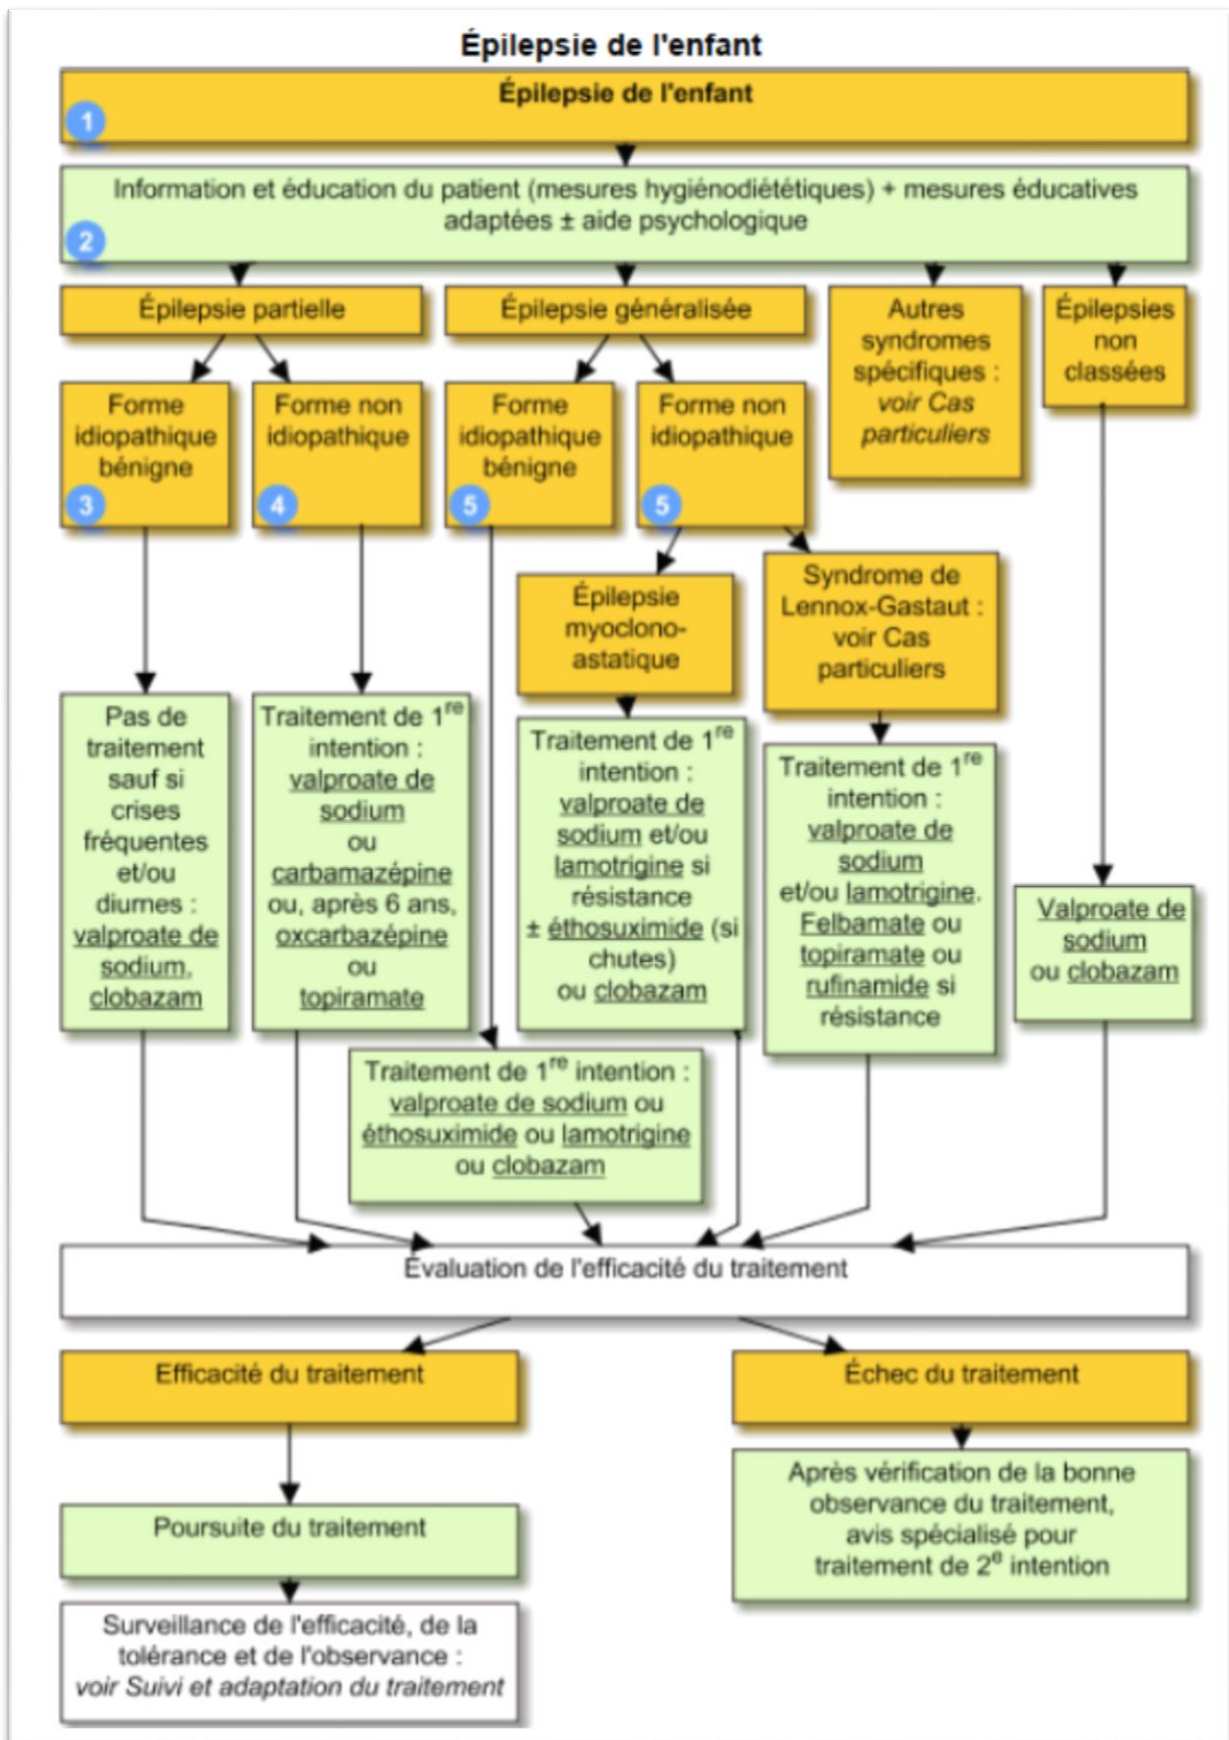 Épilepsie de l'enfant
Épilepsie de l'enfant
1
Information et éducation du patient (mesures hygiénodiététiques) + mesures éducatives
adaptées ± aide psychologique
2
Épilepsie partielle
Épilepsie généralisée
Autres
syndromes
spécifiques :
voir Cas
particuliers
Épilepsies
non
classées
Forme
idiopathique
bénigne
3
Forme non
idiopathique
4
Forme
idiopathique
bénigne
5
Forme non
idiopathique
5
Épilepsie
myoclono-
astatique
Syndrome de
Lennox-Gastaut :
voir Cas
particuliers
Pas de
traitement
sauf si
crises
fréquentes
et/ou
diurnes :
valproate de
sodium,
clobazam
Traitement de 1re
intention :
valproate de
sodium
ou
carbamazépine
ou, après 6 ans,
oxcarbazépine
ou
topiramate
Traitement de 1re
intention :
valproate de
sodium et/ou
lamotrigine si
résistance
± éthosuximide (si
chutes)
ou clobazam
Traitement de 1re
intention :
valproate de
sodium
et/ou lamotrigine.
Felbamate ou
topiramate ou
rufinamide si
résistance
Valproate de
sodium
ou clobazam
Traitement de 1re intention :
valproate de sodium ou
éthosuximide ou lamotrigine
ou clobazam
Évaluation de l'efficacité du traitement
Efficacité du traitement
Échec du traitement
Poursuite du traitement
Après vérification de la bonne
observance du traitement,
avis spécialisé pour
traitement de 2e intention
Surveillance de l'efficacité, de la
tolérance et de l'observance :
voir Suivi et adaptation du traitement